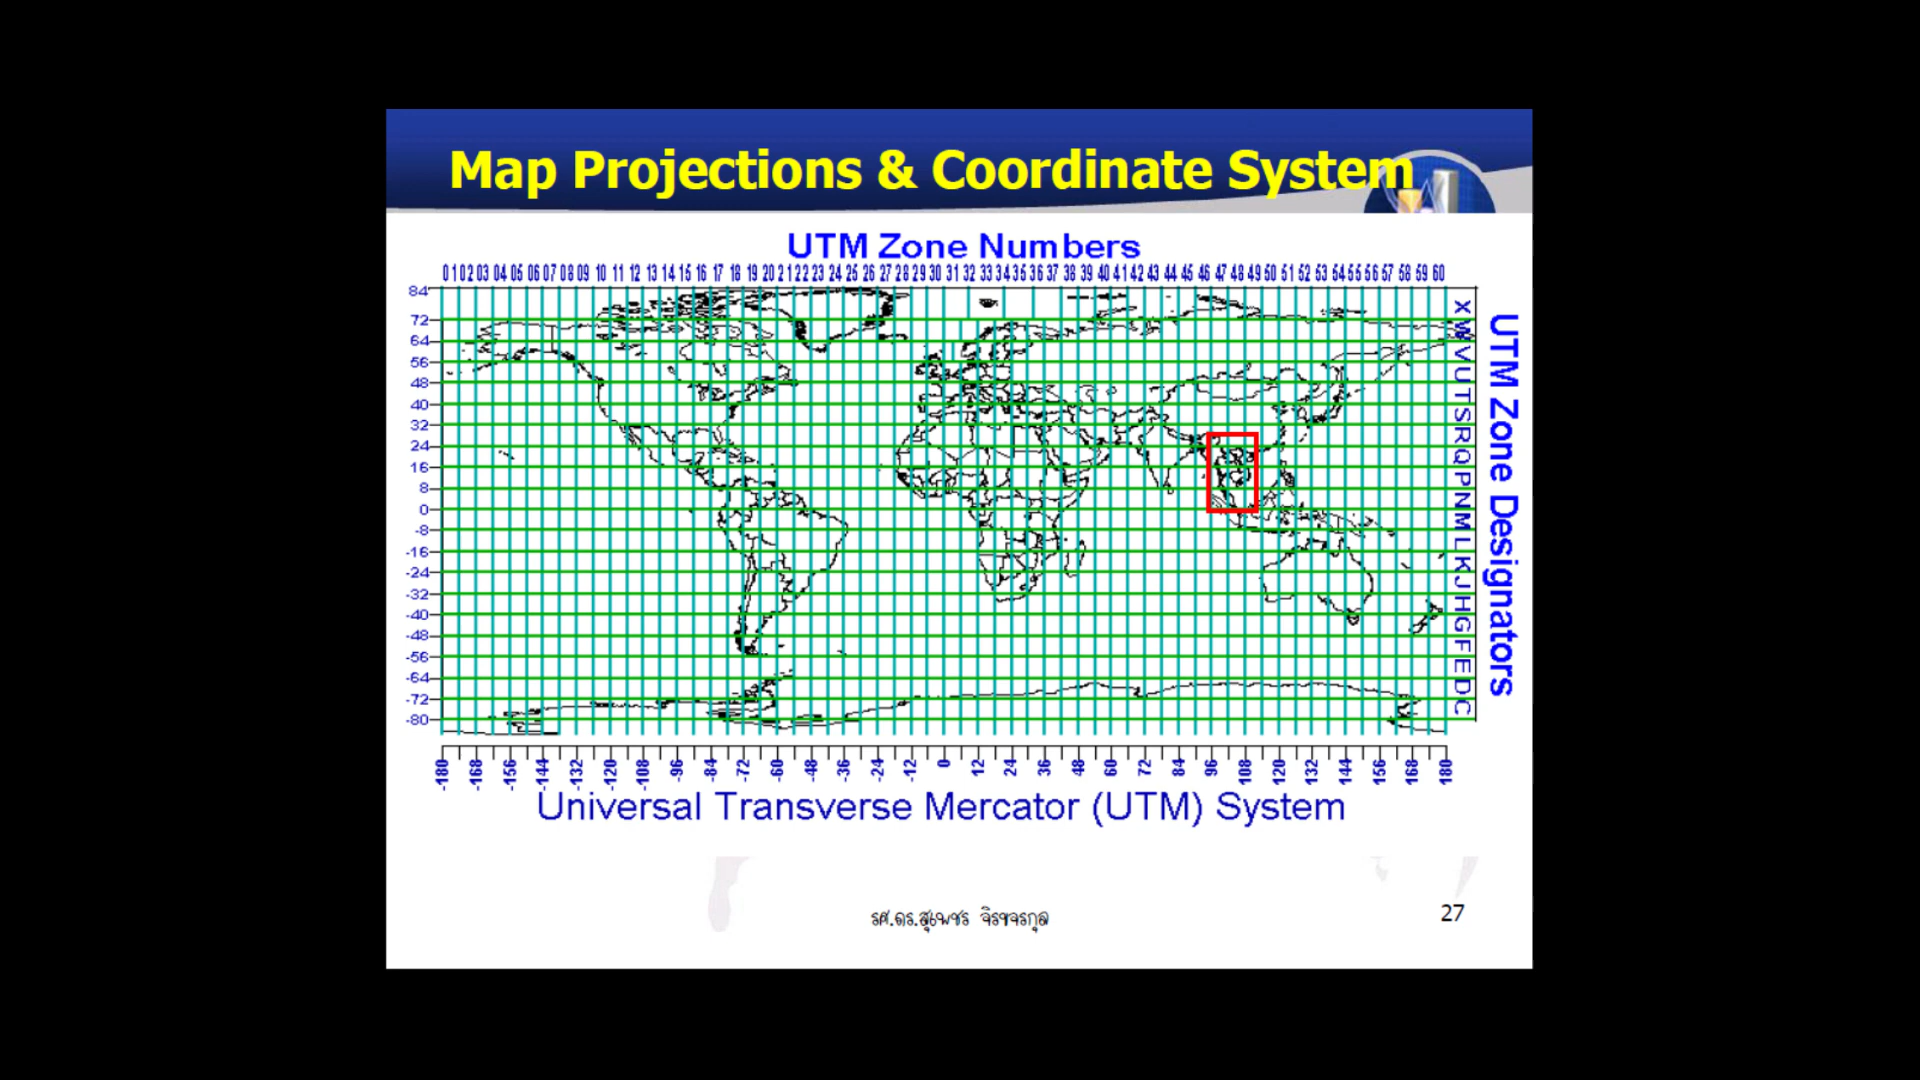 Map Projections & Coordinate System
UTM Zone Numbers
01 02 03 04 05 06 07 08 09 10 11 12 13 14 15 16 17 18 19 20 21 22 23 24 25 26 27 28 29 30 31 32 33 34 35 36 37 38 39 40 41 42 43 44 45 46 47 48 49 50 51 52 53 54 55 56 57 58 59 60
84
72
64
56
48
40
32
24
16
8
0
-8
-16
-24
-32
-40
-48
-56
-64
-72
-80
X W V U T S R Q P N M L K J H G F E D C
UTM Zone Designators
-180 -168 -156 -144 -132 -120 -108 -96 -84 -72 -60 -48 -36 -24 -12 0 12 24 36 48 60 72 84 96 108 120 132 144 156 168 180
Universal Transverse Mercator (UTM) System
รศ.ดร.สุเพชร จิรขจรกุล
27